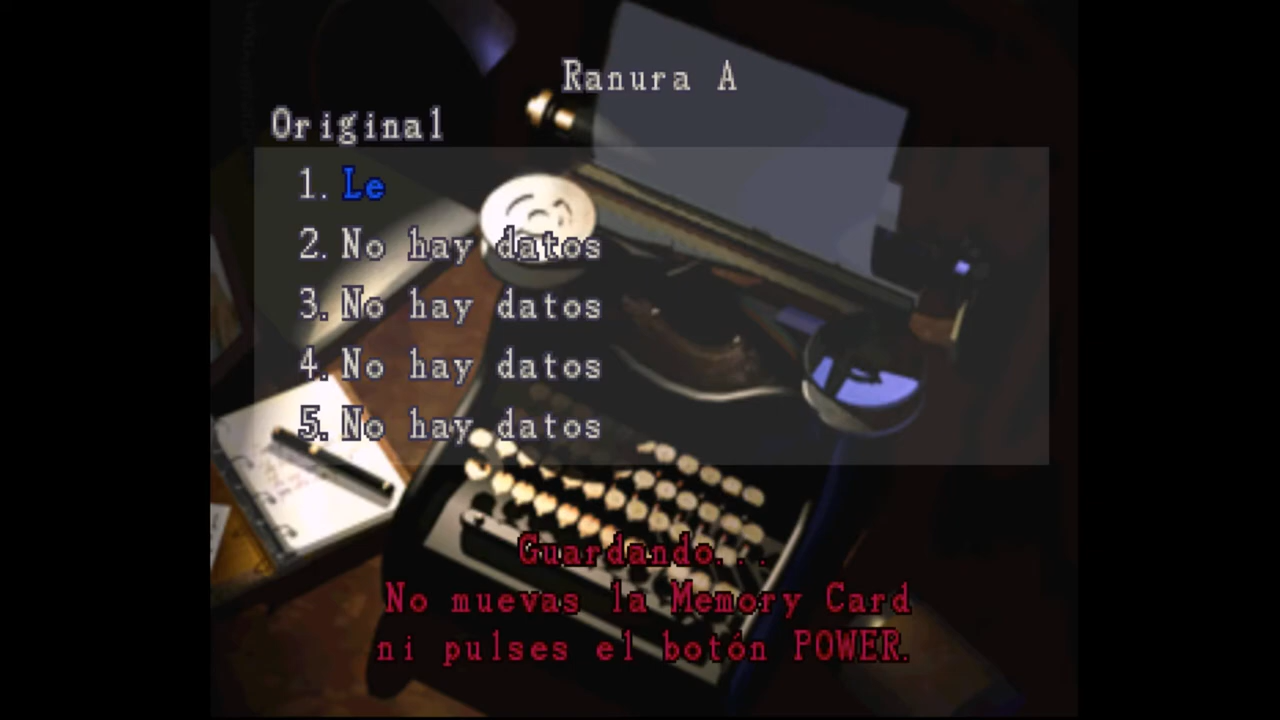 Ranura A
Original
1. Le
2. No hay datos
3. No hay datos
4. No hay datos
5. No hay datos
Guardando...
No muevas la Memory Card
ni pulses el botón POWER.